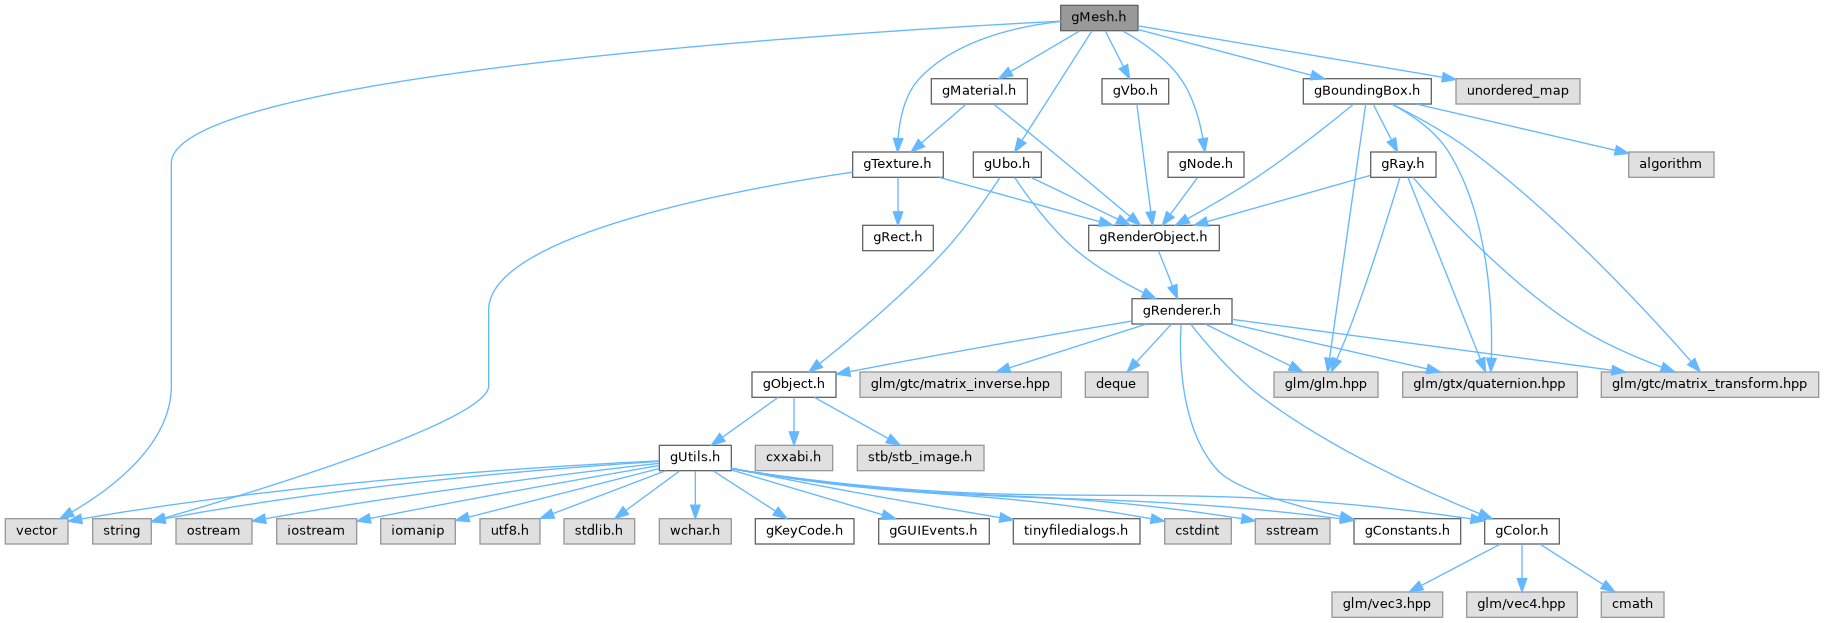 gMesh.h
gMaterial.h
gVbo.h
gBoundingBox.h
unordered_map
gTexture.h
gUbo.h
gNode.h
gRay.h
algorithm
gRect.h
gRenderObject.h
gRenderer.h
gObject.h
glm/gtc/matrix_inverse.hpp
deque
glm/glm.hpp
glm/gtx/quaternion.hpp
glm/gtc/matrix_transform.hpp
gUtils.h
cxxabi.h
stb/stb_image.h
vector
string
ostream
iostream
iomanip
utf8.h
stdlib.h
wchar.h
gKeyCode.h
gGUIEvents.h
tinyfiledialogs.h
cstdint
sstream
gConstants.h
gColor.h
glm/vec3.hpp
glm/vec4.hpp
cmath